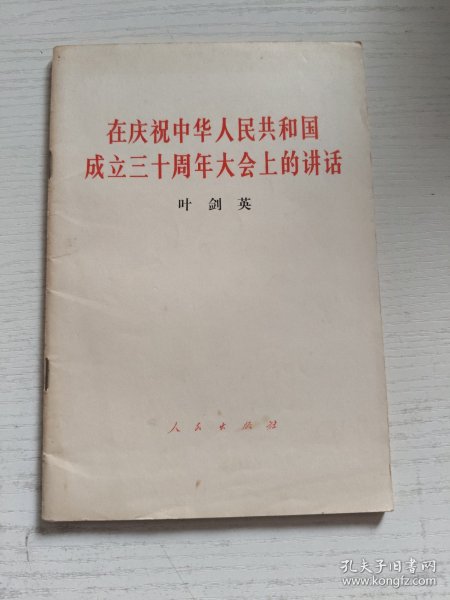 在庆祝中华人民共和国
成立三十周年大会上的讲话
叶剑英
人民出版社
孔夫子旧书网
www.kongfz.com